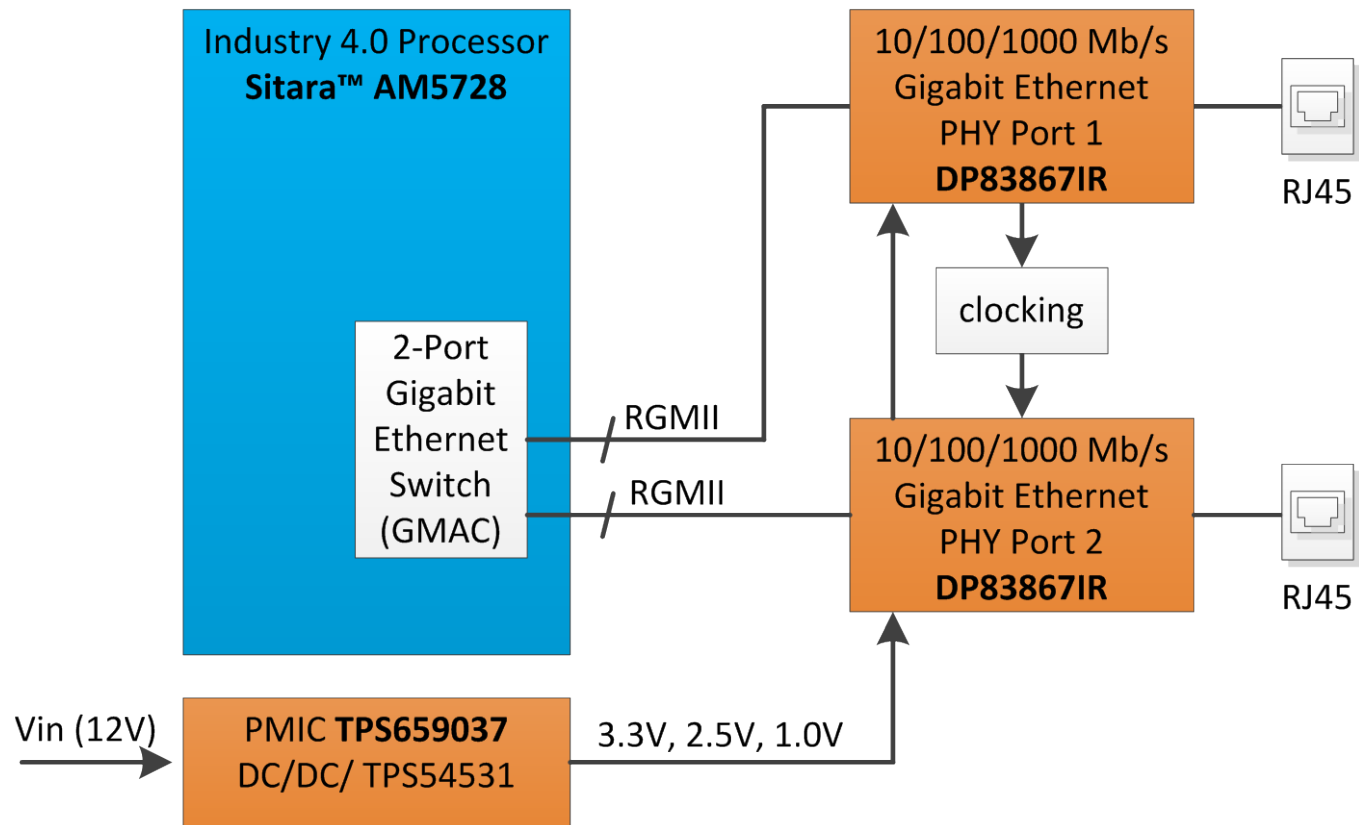 Industry 4.0 Processor
Sitara™ AM5728
2-Port
Gigabit
Ethernet
Switch
(GMAC)
RGMII
RGMII
10/100/1000 Mb/s
Gigabit Ethernet
PHY Port 1
DP83867IR
RJ45
clocking
10/100/1000 Mb/s
Gigabit Ethernet
PHY Port 2
DP83867IR
RJ45
Vin (12V)
PMIC TPS659037
DC/DC/ TPS54531
3.3V, 2.5V, 1.0V